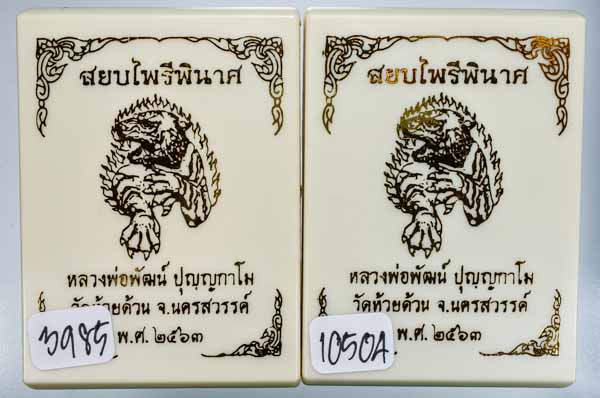 สยบไพรีพินาศ
หลวงพ่อพัฒน์ ปุญญกาโม
วัดห้วยด้วน จ.นครสวรรค์
พ.ศ. ๒๕๖๓
3985
สยบไพรีพินาศ
หลวงพ่อพัฒน์ ปุญญกาโม
วัดห้วยด้วน จ.นครสวรรค์
พ.ศ. ๒๕๖๓
1050A